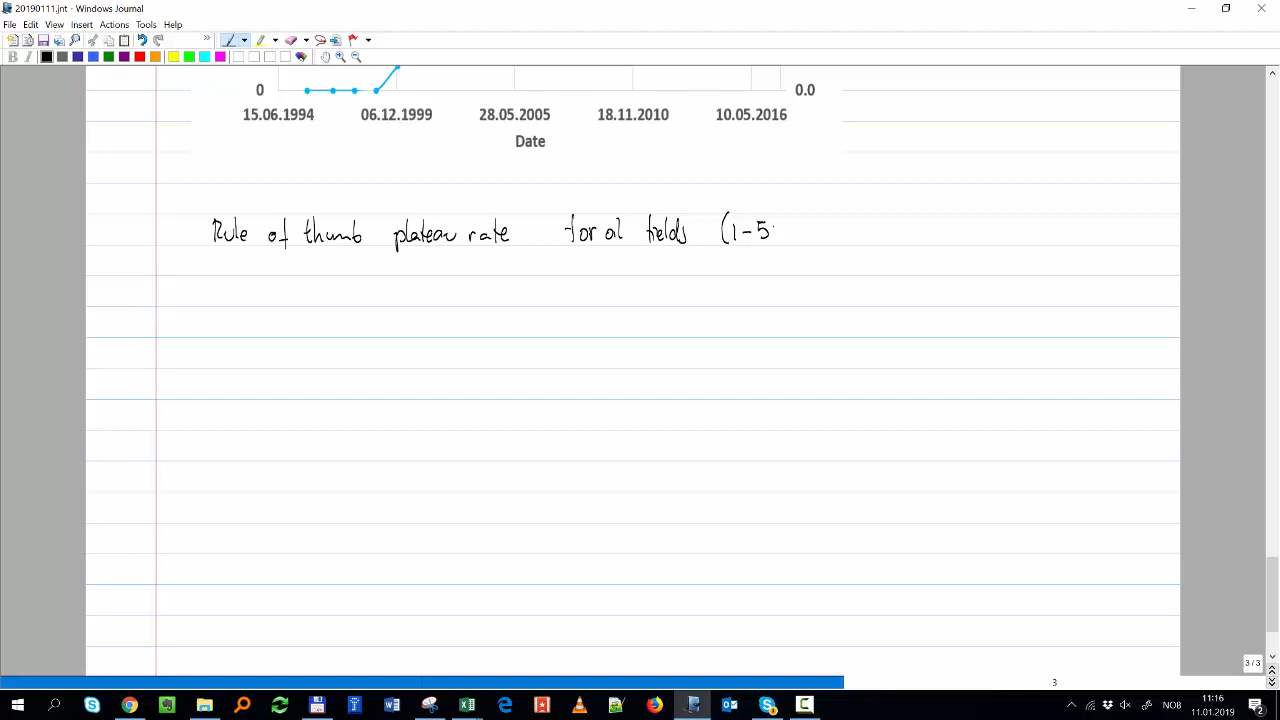 20190111.jnt - Windows Journal
File Edit View Insert Actions Tools Help
B I
0 0.0
15.06.1994 06.12.1999 28.05.2005 18.11.2010 10.05.2016
Date
Rule of thumb plateau rate for oil fields (1-5
3 / 3
3
NOB 11:16
11.01.2019 2